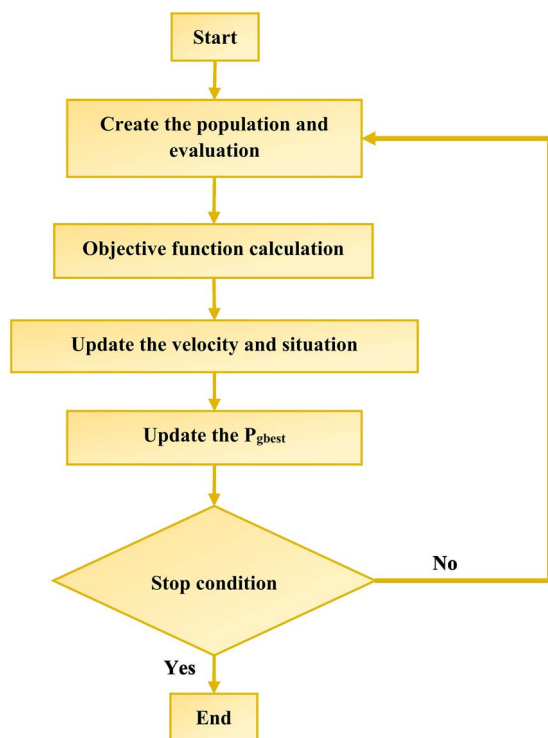 Start
Create the population and
evaluation
Objective function calculation
Update the velocity and situation
Update the Pgbest
Stop condition
No
Yes
End